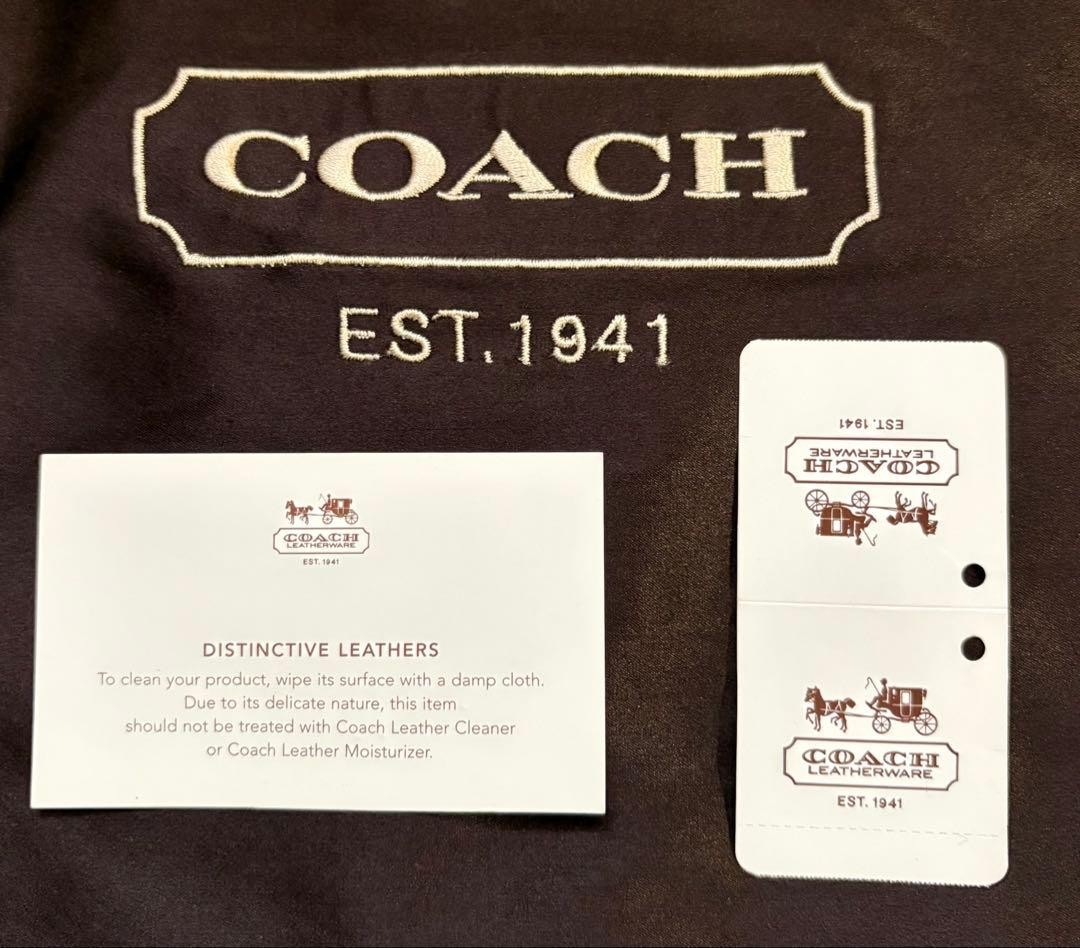 COACH
EST. 1941
COACH
LEATHERWARE
EST. 1941
DISTINCTIVE LEATHERS
To clean your product, wipe its surface with a damp cloth.
Due to its delicate nature, this item
should not be treated with Coach Leather Cleaner
or Coach Leather Moisturizer.
EST. 1941
COACH
LEATHERWARE
COACH
LEATHERWARE
EST. 1941